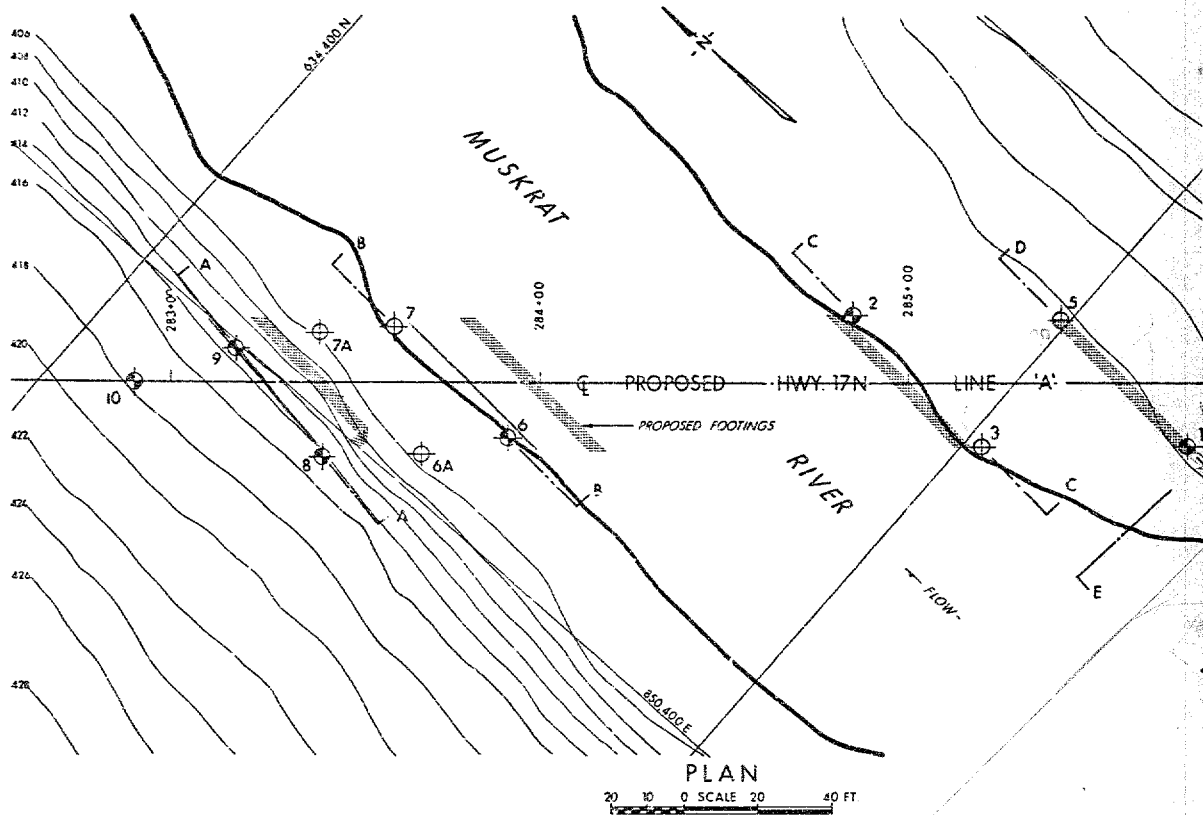 406
408
410
412
414
416
418
420
422
424
426
428
634,400 N
-N-
MUSKRAT
RIVER
A
A
B
B
C
C
D
E
283+00
284+00
285+00
9
10
8
7A
7
6A
6
2
3
5
1
℄ PROPOSED HWY. 17N LINE 'A'
PROPOSED FOOTINGS
FLOW-
850,400 E
PLAN
20 10 0 SCALE 20 40 FT.